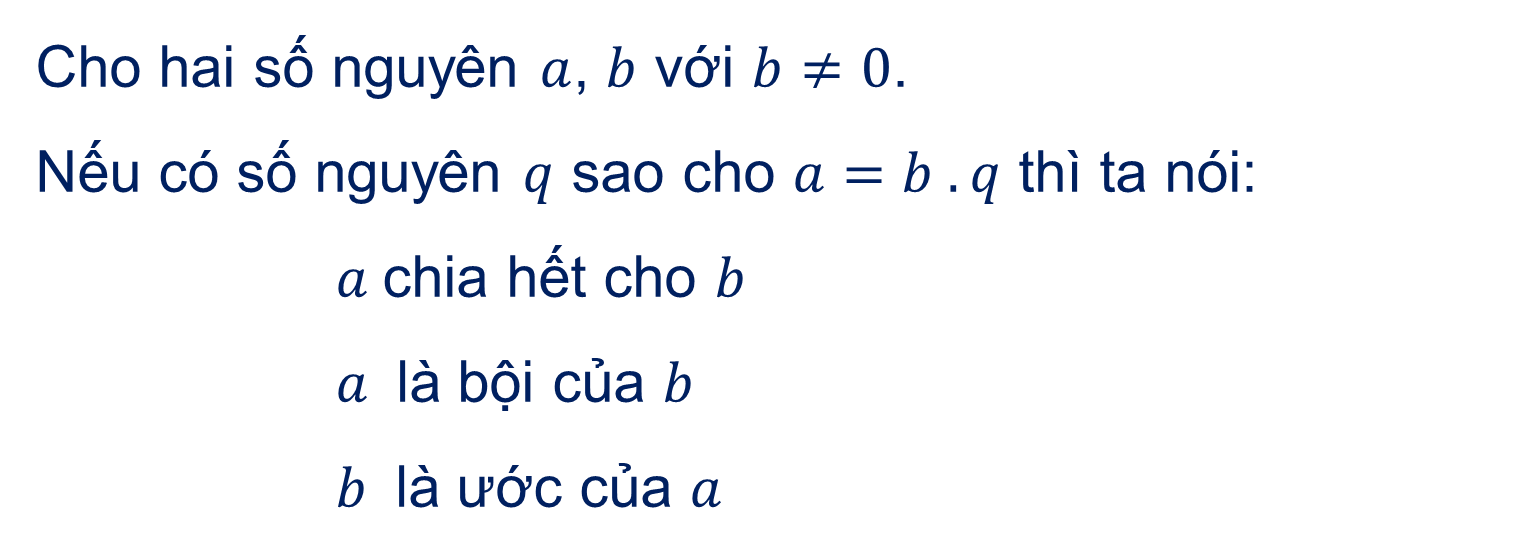 Cho hai số nguyên a, b với b ≠ 0.
Nếu có số nguyên q sao cho a = b . q thì ta nói:
a chia hết cho b
a là bội của b
b là ước của a